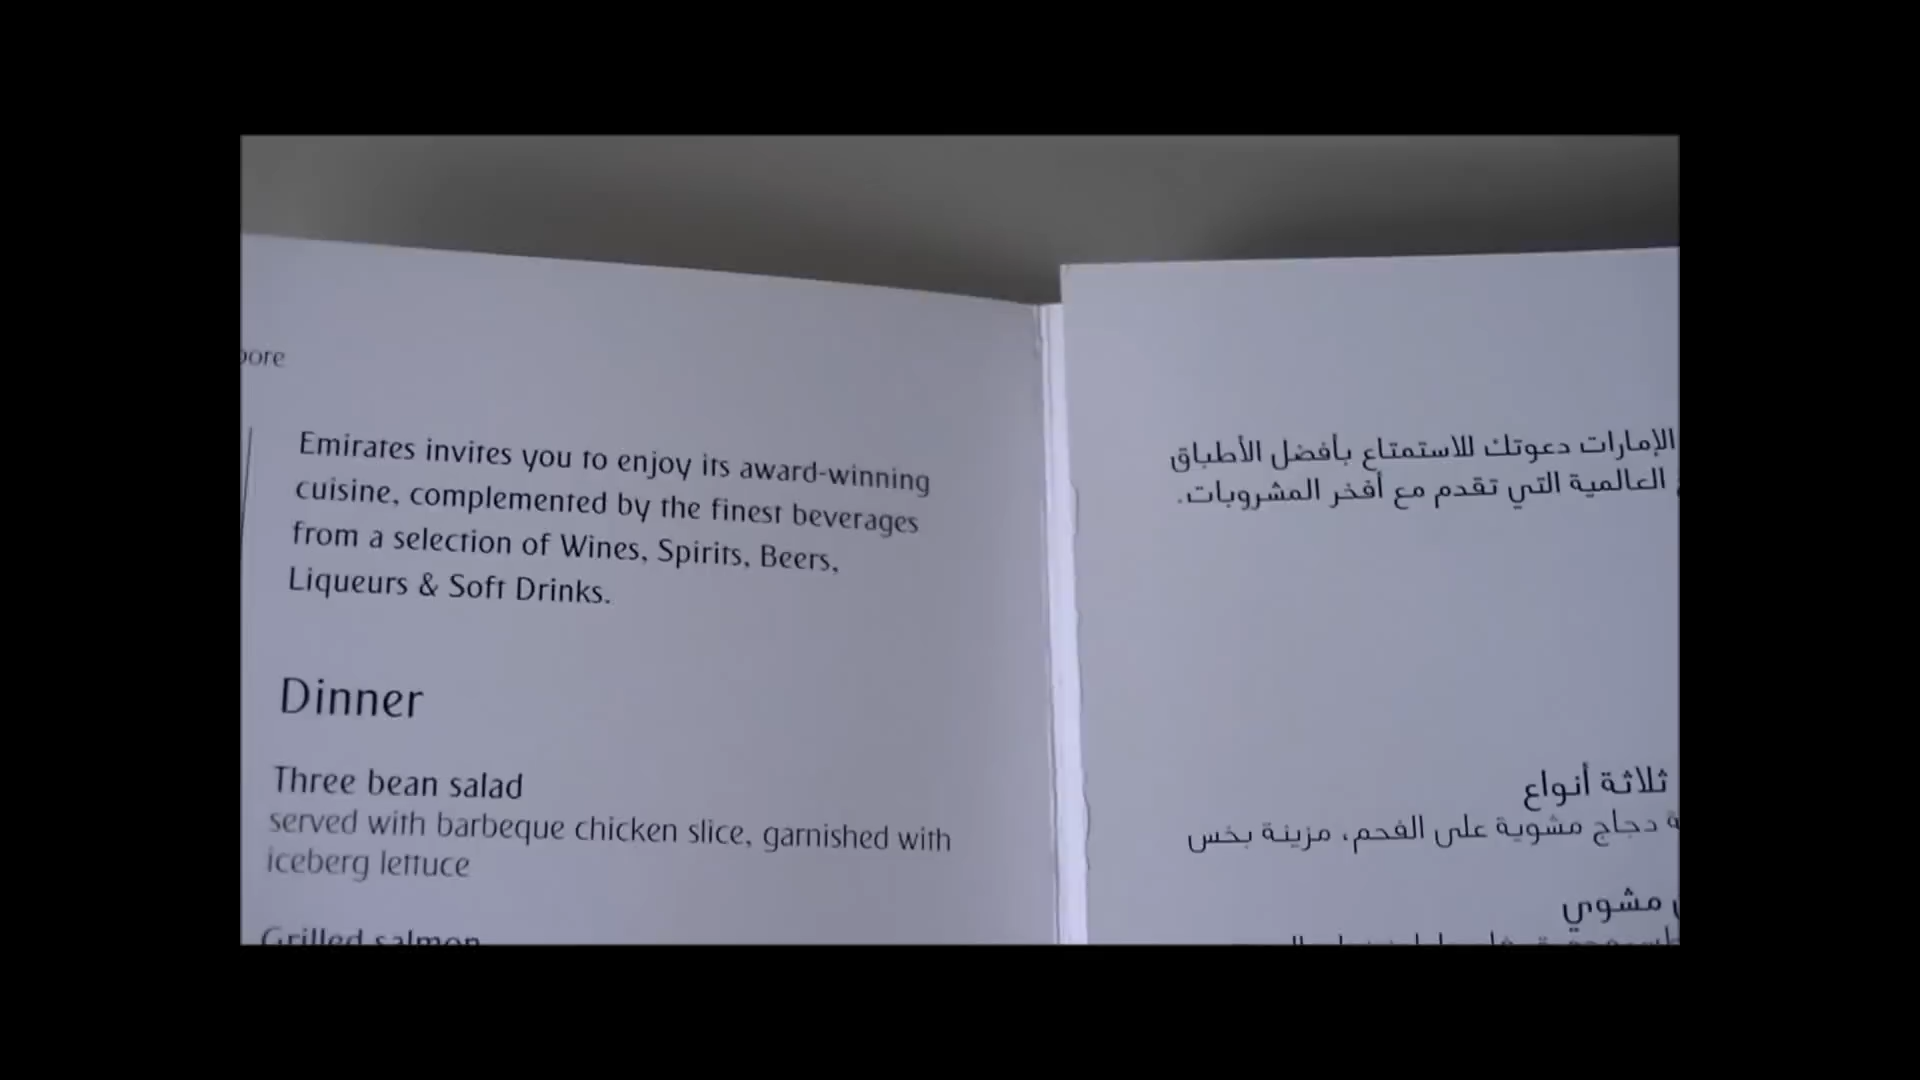 Emirates invites you to enjoy its award-winning
cuisine, complemented by the finest beverages
from a selection of Wines, Spirits, Beers,
Liqueurs & Soft Drinks.
Dinner
Three bean salad
served with barbeque chicken slice, garnished with
iceberg lettuce
Grilled salmon
الإمارات دعوتك للاستمتاع بأفضل الأطباق
العالمية التي تقدم مع أفخر المشروبات.
ثلاثة أنواع
دجاج مشوية على الفحم، مزينة بخس
مشوي